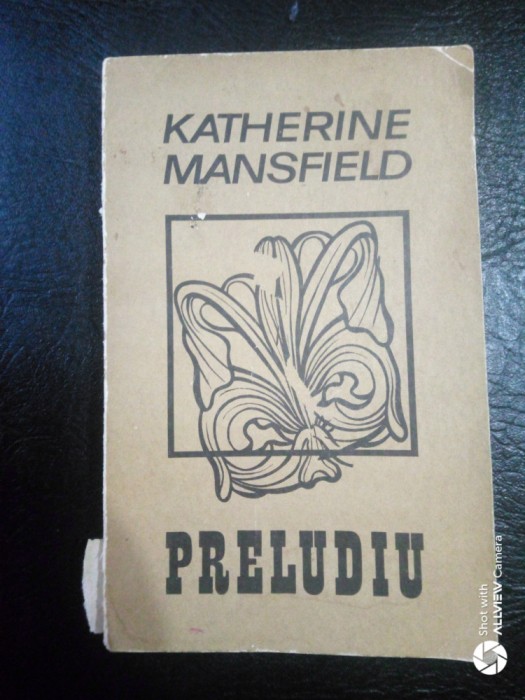 KATHERINE
MANSFIELD
PRELUDIU
Shot with
ALLVIEW Camera